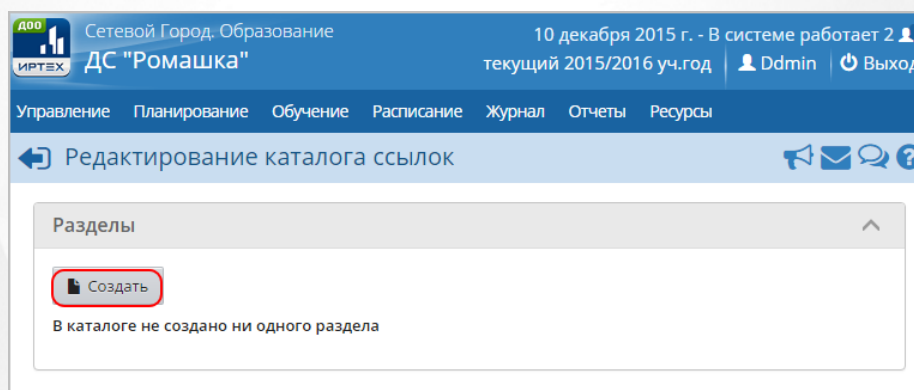 ДОО
ИРТЕХ
Сетевой Город. Образование
ДС "Ромашка"
10 декабря 2015 г. - В системе работает 2
текущий 2015/2016 уч.год Ddmin Выход
Управление Планирование Обучение Расписание Журнал Отчеты Ресурсы
Редактирование каталога ссылок
Разделы
Создать
В каталоге не создано ни одного раздела